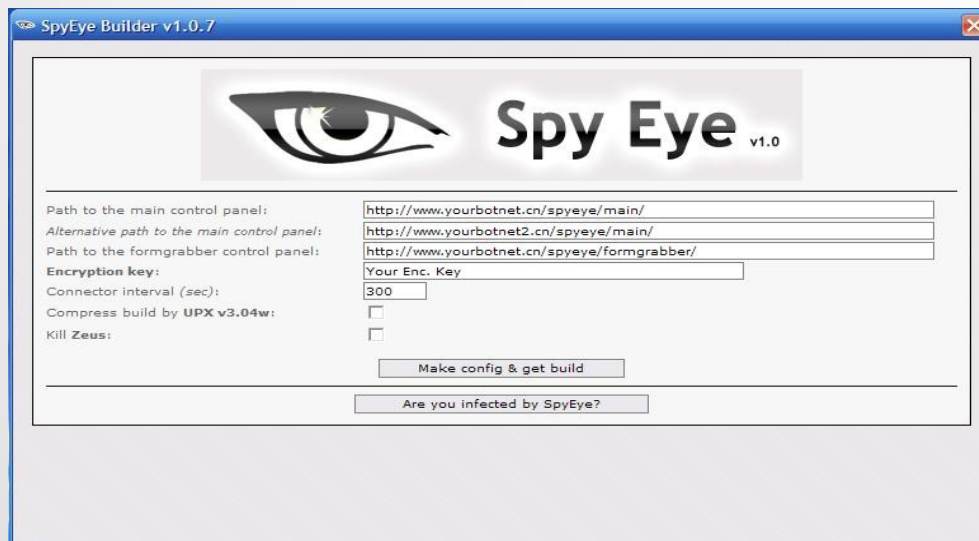 SpyEye Builder v1.0.7
Spy Eye v1.0
Path to the main control panel: http://www.yourbotnet.cn/spyeye/main/
Alternative path to the main control panel: http://www.yourbotnet2.cn/spyeye/main/
Path to the formgrabber control panel: http://www.yourbotnet.cn/spyeye/formgrabber/
Encryption key: Your Enc. Key
Connector interval (sec): 300
Compress build by UPX v3.04w:
Kill Zeus:
Make config & get build
Are you infected by SpyEye?